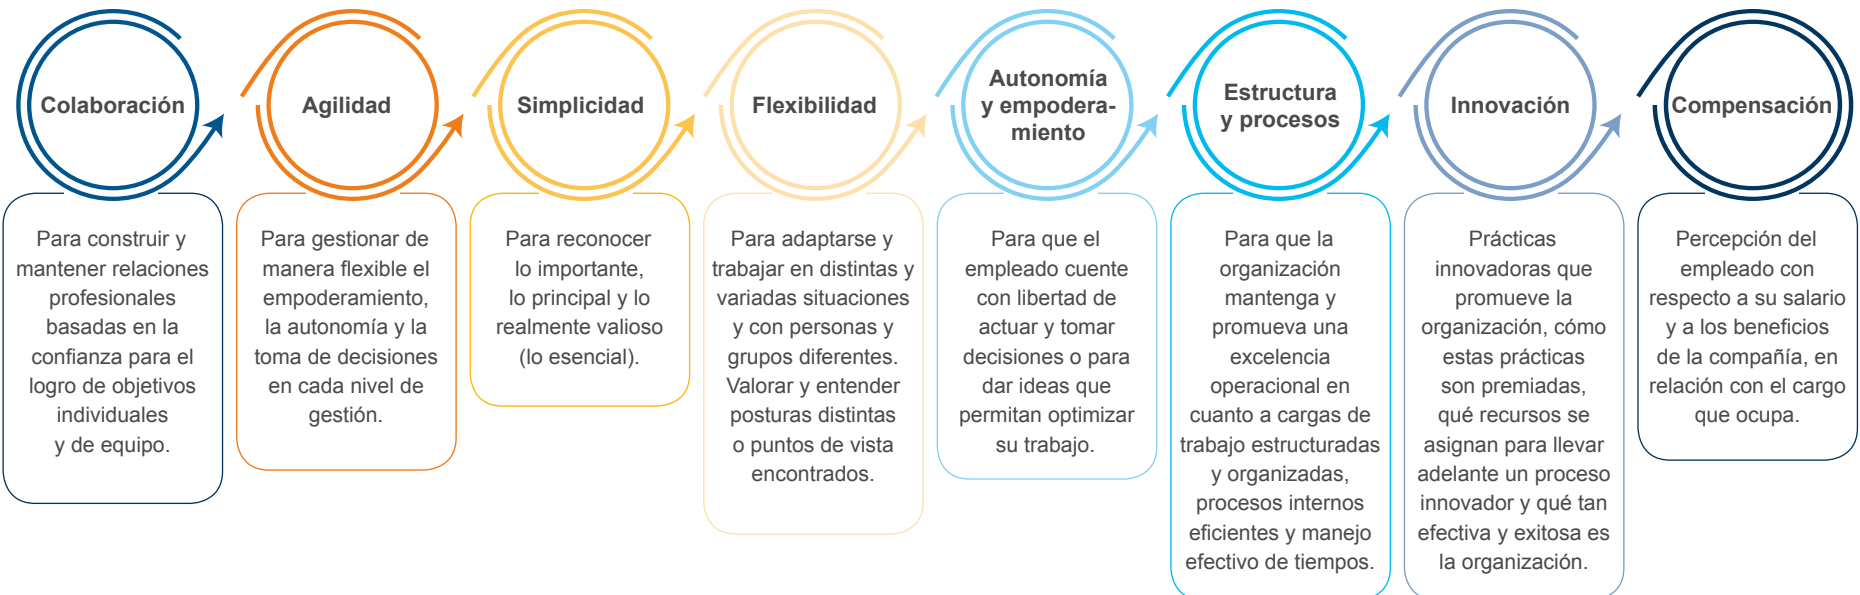 Colaboración
Para construir y
mantener relaciones
profesionales
basadas en la
confianza para el
logro de objetivos
individuales
y de equipo.
Agilidad
Para gestionar de
manera flexible el
empoderamiento,
la autonomía y la
toma de decisiones
en cada nivel de
gestión.
Simplicidad
Para reconocer
lo importante,
lo principal y lo
realmente valioso
(lo esencial).
Flexibilidad
Para adaptarse y
trabajar en distintas y
variadas situaciones
y con personas y
grupos diferentes.
Valorar y entender
posturas distintas
o puntos de vista
encontrados.
Autonomía
y empodera-
miento
Para que el
empleado cuente
con libertad de
actuar y tomar
decisiones o para
dar ideas que
permitan optimizar
su trabajo.
Estructura
y procesos
Para que la
organización
mantenga y
promueva una
excelencia
operacional en
cuanto a cargas de
trabajo estructuradas
y organizadas,
procesos internos
eficientes y manejo
efectivo de tiempos.
Innovación
Prácticas
innovadoras que
promueve la
organización, cómo
estas prácticas
son premiadas,
qué recursos se
asignan para llevar
adelante un proceso
innovador y qué tan
efectiva y exitosa es
la organización.
Compensación
Percepción del
empleado con
respecto a su salario
y a los beneficios
de la compañía, en
relación con el cargo
que ocupa.